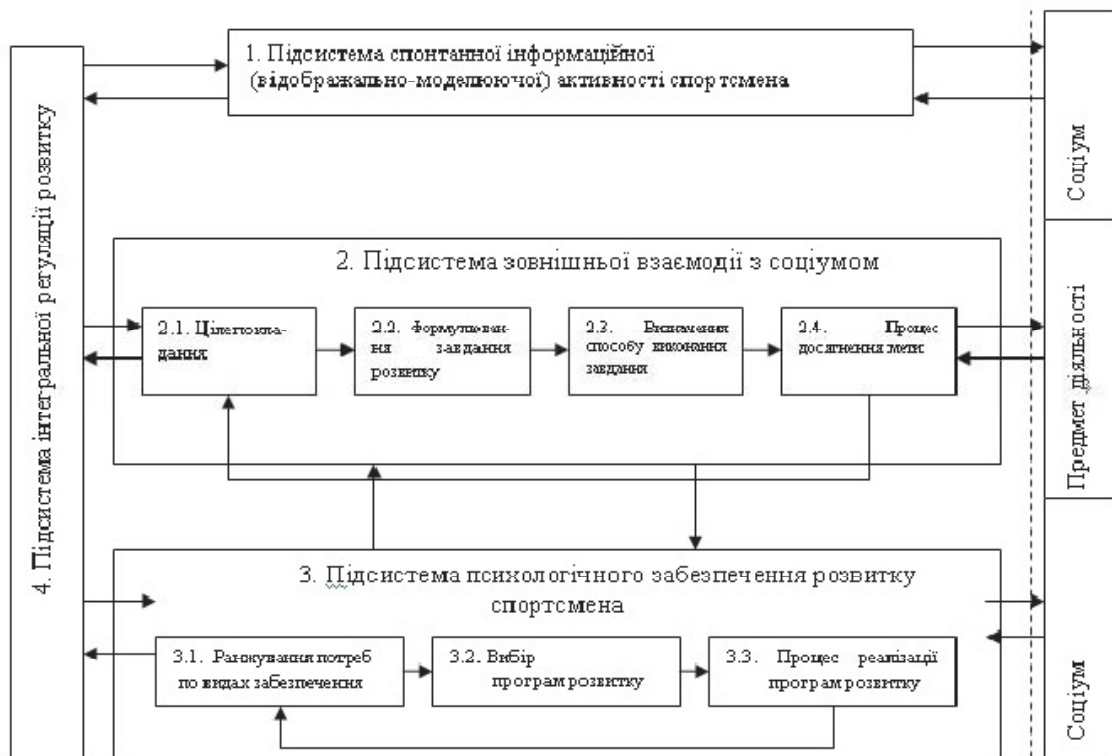 4. Підсистема інтегральної регуляції розвитку
1. Підсистема спонтанної інформаційної
(відображально-моделюючої) активності спортсмена
Соціум
2. Підсистема зовнішньої взаємодії з соціумом
2.1. Цілепокла-
дання
2.2. Формулюван-
ня завдання
розвитку
2.3. Визначення
способу виконання
завдання
2.4. Процес
досягнення мети
Предмет діяльності
3. Підсистема психологічного забезпечення розвитку
спортсмена
3.1. Ранжування потреб
по видах забезпечення
3.2. Вибір
програм розвитку
3.3. Процес реалізації
програм розвитку
Соціум